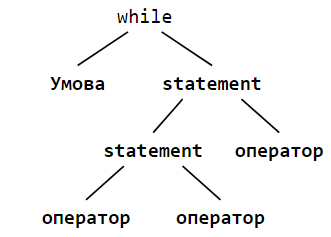 while
Умова statement
statement оператор
оператор оператор